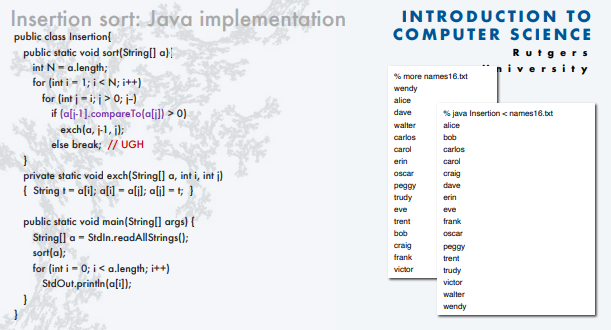 Insertion sort: Java implementation
public class Insertion{
public static void sort(String[] a){
int N = a.length;
for (int i = 1; i < N; i++)
for (int j = i; j > 0; j--)
if (a[j-1].compareTo(a[j]) > 0)
exch(a, j-1, j);
else break; // UGH
}
private static void exch(String[] a, int i, int j)
{ String t = a[i]; a[i] = a[j]; a[j] = t; }
public static void main(String[] args) {
String[] a = StdIn.readAllStrings();
sort(a);
for (int i = 0; i < a.length; i++)
StdOut.println(a[i]);
}
}
INTRODUCTION TO
COMPUTER SCIENCE
Rutgers
University
% more names16.txt
wendy
alice
dave
walter
carlos
carol
erin
oscar
peggy
trudy
eve
trent
bob
craig
frank
victor
% java Insertion < names16.txt
alice
bob
carlos
carol
craig
dave
erin
eve
frank
oscar
peggy
trent
trudy
victor
walter
wendy